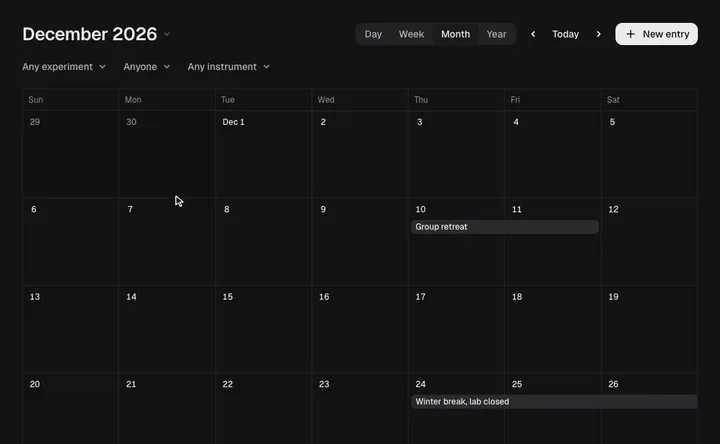 December 2026
Day Week Month Year
Today
+ New entry
Any experiment
Anyone
Any instrument
Sun Mon Tue Wed Thu Fri Sat
29 30 Dec 1 2 3 4 5
6 7 8 9 10 11 12
Group retreat
13 14 15 16 17 18 19
20 21 22 23 24 25 26
Winter break, lab closed